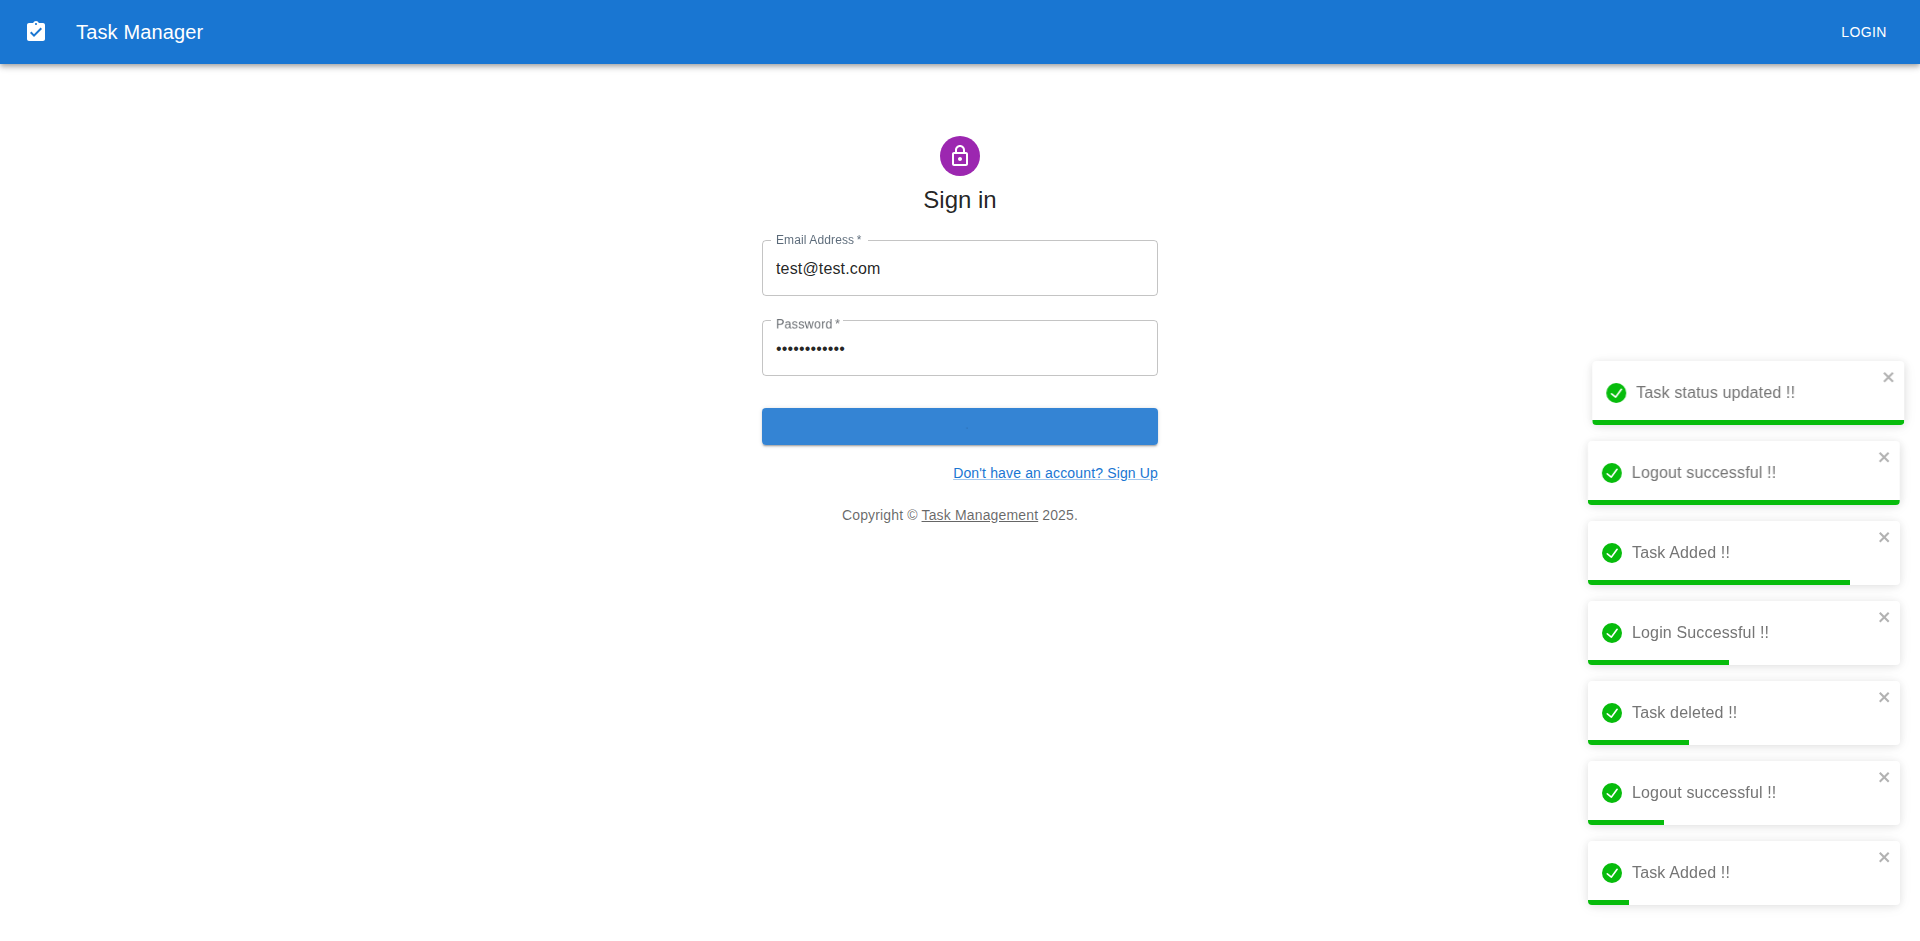 Task Manager
LOGIN
Sign in
Email Address *
test@test.com
Password *
••••••••••••
Don't have an account? Sign Up
Copyright © Task Management 2025.
Task status updated !!
Logout successful !!
Task Added !!
Login Successful !!
Task deleted !!
Logout successful !!
Task Added !!